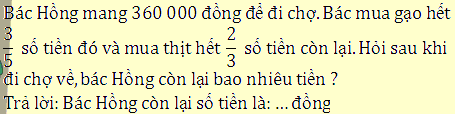 Bác Hồng mang 360 000 đồng để đi chợ. Bác mua gạo hết
3/5 số tiền đó và mua thịt hết 2/3 số tiền còn lại. Hỏi sau khi
đi chợ về, bác Hồng còn lại bao nhiêu tiền ?
Trả lời: Bác Hồng còn lại số tiền là: ... đồng